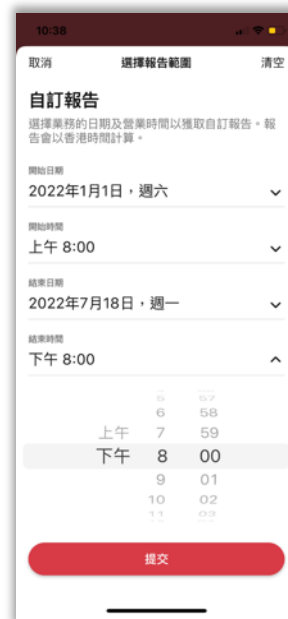 10:38
取消 選擇報告範圍 清空
自訂報告
選擇業務的日期及營業時間以獲取自訂報告。報
告會以香港時間計算。
開始日期
2022年1月1日，週六
開始時間
上午 8:00
結束日期
2022年7月18日，週一
結束時間
下午 8:00
5 57
6 58
上午 7 59
下午 8 00
9 01
10 02
11 03
提交